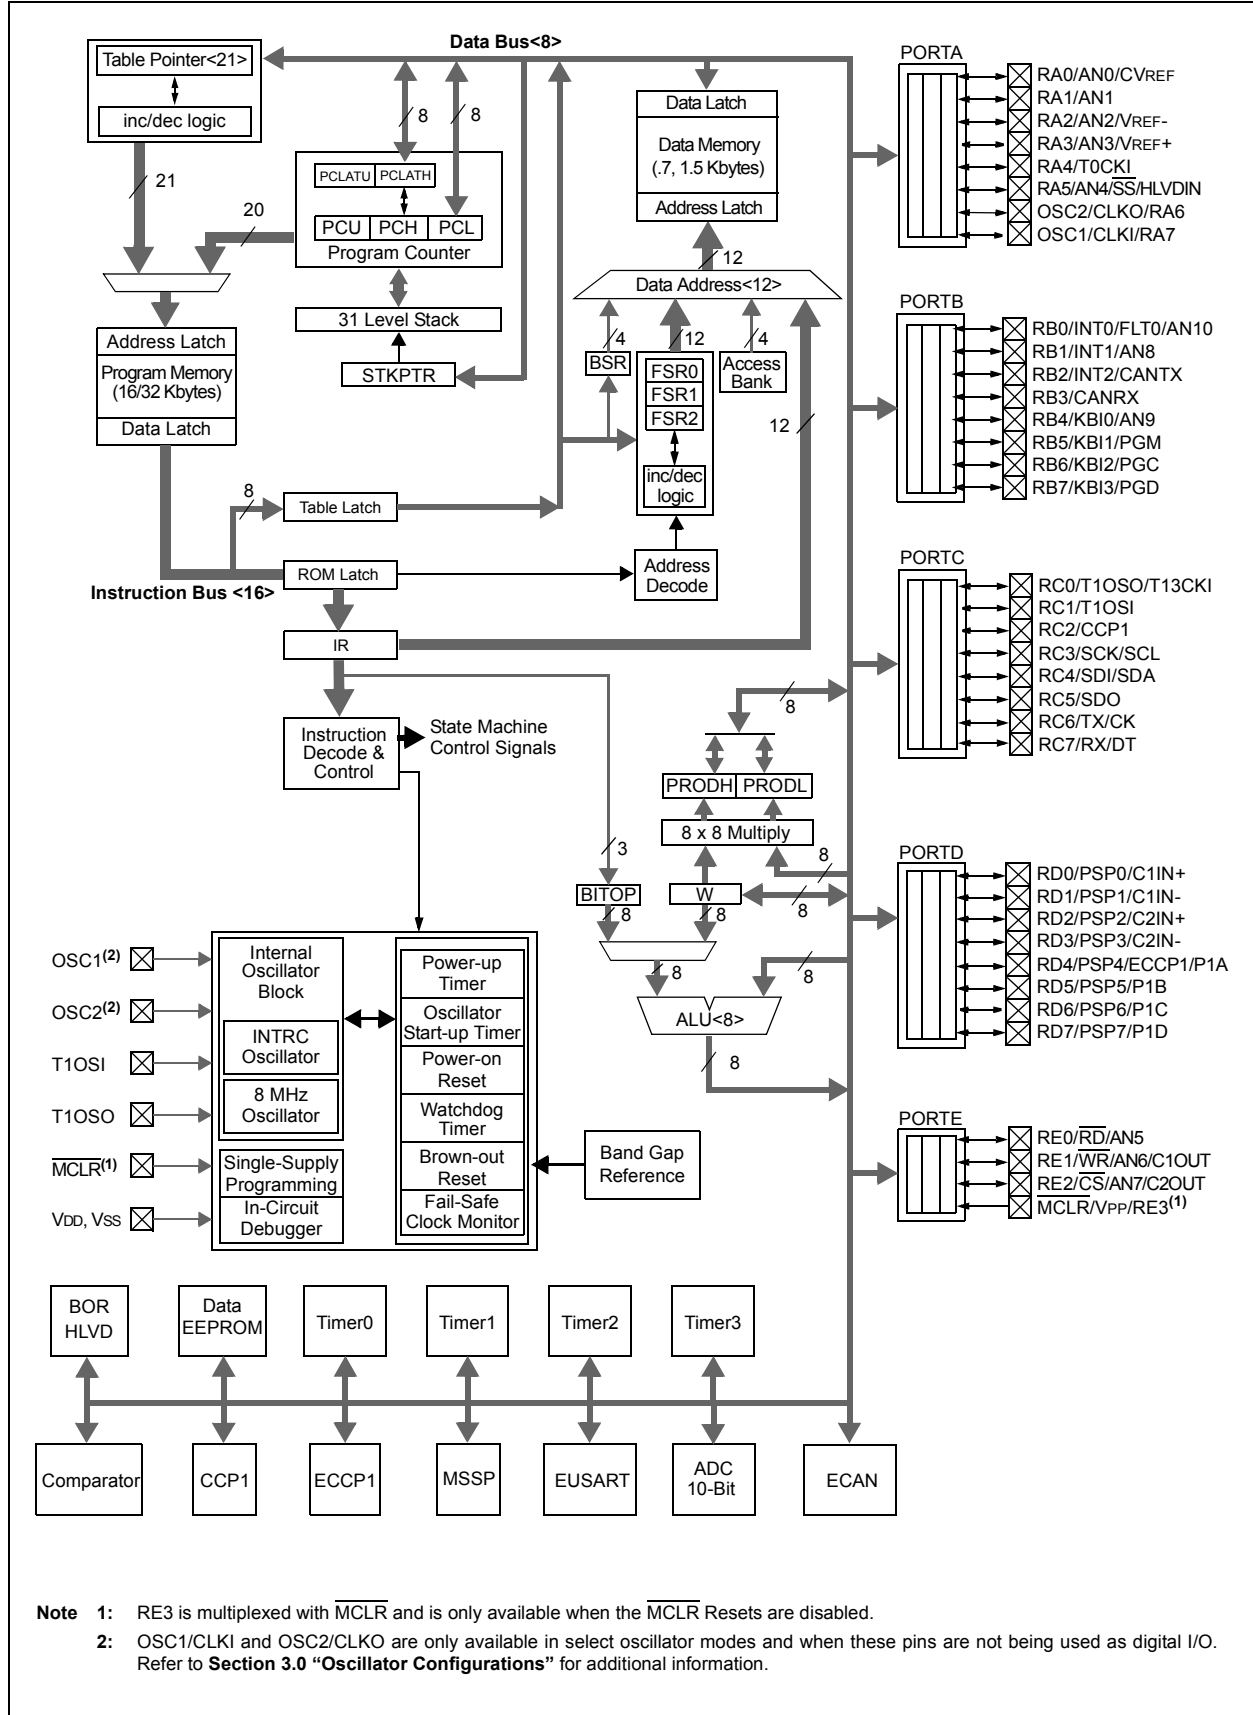 Data Bus<8>
Table Pointer<21>
inc/dec logic
21
8
8
PCLATU PCLATH
20
PCU PCH PCL
Program Counter
31 Level Stack
STKPTR
Address Latch
Program Memory
(16/32 Kbytes)
Data Latch
8
Table Latch
ROM Latch
Instruction Bus <16>
IR
Instruction
Decode &
Control
State Machine
Control Signals
Data Latch
Data Memory
(.7, 1.5 Kbytes)
Address Latch
12
Data Address<12>
4
12
4
BSR
FSR0
FSR1
FSR2
Access
Bank
12
inc/dec
logic
Address
Decode
8
PRODH PRODL
8 x 8 Multiply
3
8
BITOP
W
8
8
8
8
8
ALU<8>
8
OSC1(2)
OSC2(2)
T1OSI
T1OSO
MCLR(1)
VDD, VSS
Internal
Oscillator
Block
INTRC
Oscillator
8 MHz
Oscillator
Single-Supply
Programming
In-Circuit
Debugger
Power-up
Timer
Oscillator
Start-up Timer
Power-on
Reset
Watchdog
Timer
Brown-out
Reset
Fail-Safe
Clock Monitor
Band Gap
Reference
PORTA
RA0/AN0/CVREF
RA1/AN1
RA2/AN2/VREF-
RA3/AN3/VREF+
RA4/T0CKI
RA5/AN4/SS/HLVDIN
OSC2/CLKO/RA6
OSC1/CLKI/RA7
PORTB
RB0/INT0/FLT0/AN10
RB1/INT1/AN8
RB2/INT2/CANTX
RB3/CANRX
RB4/KBI0/AN9
RB5/KBI1/PGM
RB6/KBI2/PGC
RB7/KBI3/PGD
PORTC
RC0/T1OSO/T13CKI
RC1/T1OSI
RC2/CCP1
RC3/SCK/SCL
RC4/SDI/SDA
RC5/SDO
RC6/TX/CK
RC7/RX/DT
PORTD
RD0/PSP0/C1IN+
RD1/PSP1/C1IN-
RD2/PSP2/C2IN+
RD3/PSP3/C2IN-
RD4/PSP4/ECCP1/P1A
RD5/PSP5/P1B
RD6/PSP6/P1C
RD7/PSP7/P1D
PORTE
RE0/RD/AN5
RE1/WR/AN6/C1OUT
RE2/CS/AN7/C2OUT
MCLR/VPP/RE3(1)
BOR
HLVD
Data
EEPROM
Timer0
Timer1
Timer2
Timer3
Comparator
CCP1
ECCP1
MSSP
EUSART
ADC
10-Bit
ECAN
Note 1: RE3 is multiplexed with MCLR and is only available when the MCLR Resets are disabled.
2: OSC1/CLKI and OSC2/CLKO are only available in select oscillator modes and when these pins are not being used as digital I/O.
Refer to Section 3.0 “Oscillator Configurations” for additional information.